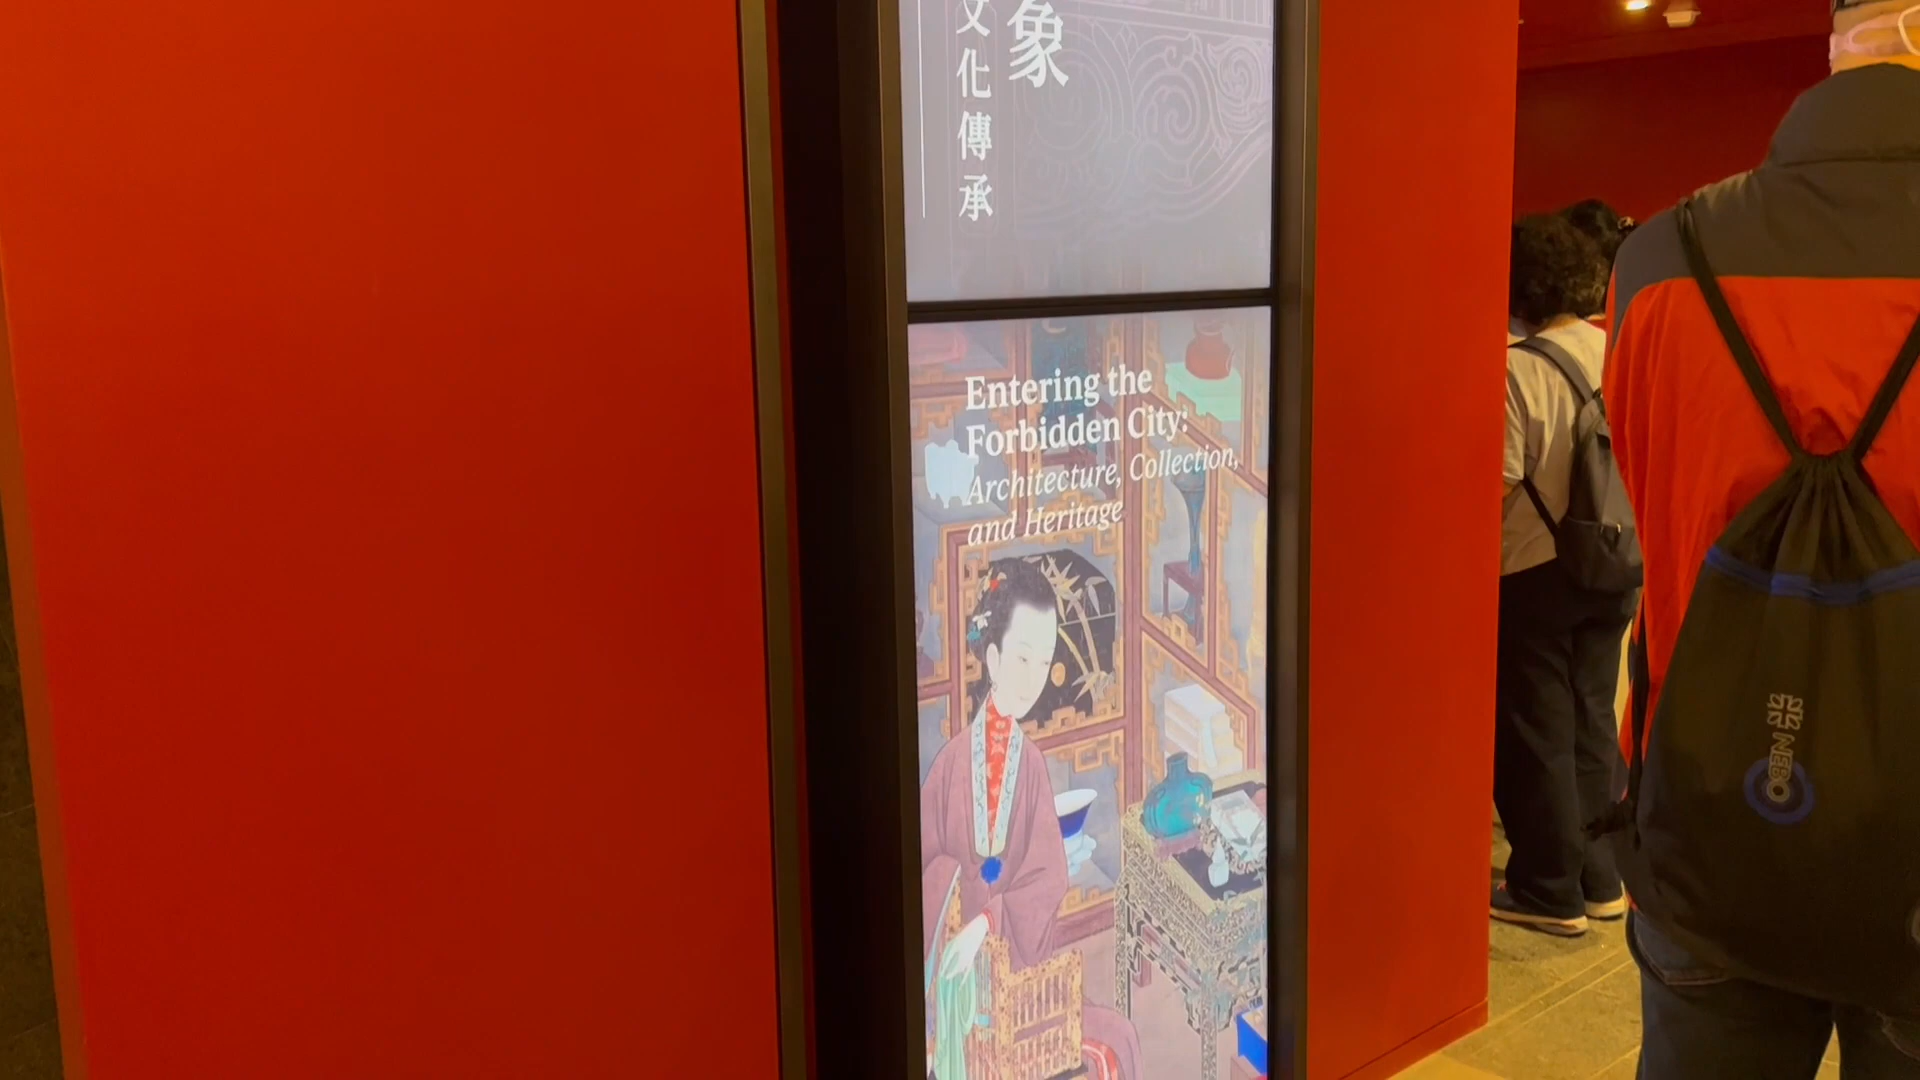 象
文化傳承
Entering the
Forbidden City:
Architecture, Collection,
and Heritage
NEBO